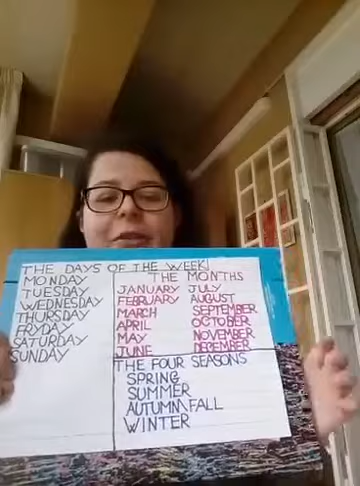 THE DAYS OF THE WEEK!
MONDAY
TUESDAY
WEDNESDAY
THURSDAY
FRYDAY
SATURDAY
SUNDAY
THE MONTHS
JANUARY JULY
FEBRUARY AUGUST
MARCH SEPTEMBER
APRIL OCTOBER
MAY NOVEMBER
JUNE DECEMBER
THE FOUR SEASONS
SPRING
SUMMER
AUTUMN\FALL
WINTER